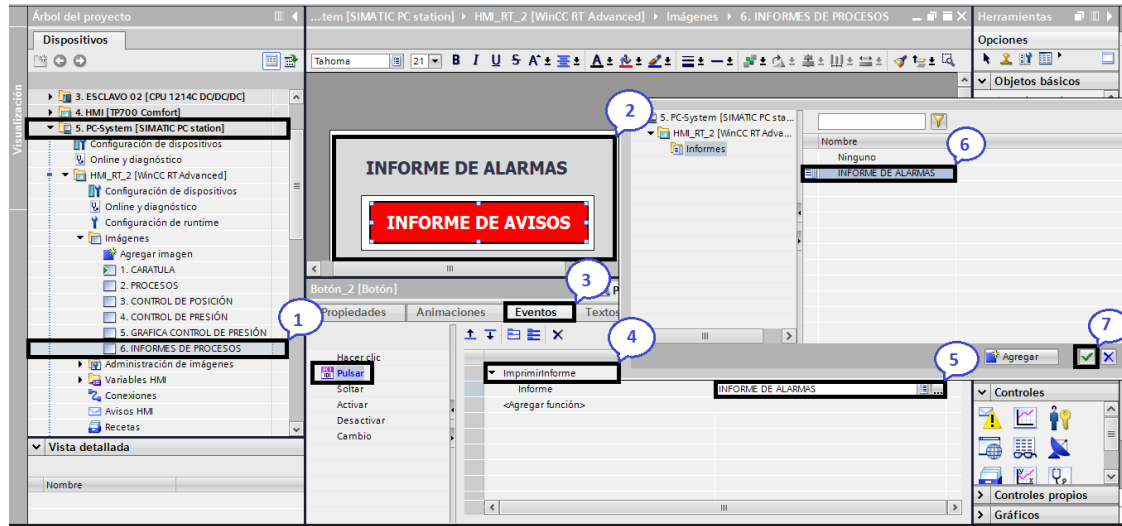 Árbol del proyecto
...tem [SIMATIC PC station] ▸ HMI_RT_2 [WinCC RT Advanced] ▸ Imágenes ▸ 6. INFORMES DE PROCESOS
Herramientas
Dispositivos
Opciones
Visualización
Tahoma
21
B I U S A
Objetos básicos
3. ESCLAVO 02 [CPU 1214C DC/DC/DC]
4. HMI [TP700 Comfort]
5. PC-System [SIMATIC PC station]
Configuración de dispositivos
Online y diagnóstico
HMI_RT_2 [WinCC RT Advanced]
Configuración de dispositivos
Online y diagnóstico
Configuración de runtime
Imágenes
Agregar imagen
1. CARATULA
2. PROCESOS
3. CONTROL DE POSICIÓN
4. CONTROL DE PRESIÓN
5. GRAFICA CONTROL DE PRESIÓN
6. INFORMES DE PROCESOS
Administración de imágenes
Variables HMI
Conexiones
Avisos HMI
Recetas
Vista detallada
Nombre
1
2
INFORME DE ALARMAS
INFORME DE AVISOS
5. PC-System [SIMATIC PC sta...
HMI_RT_2 [WinCC RT Adva...
Informes
Nombre
Ninguno
INFORME DE ALARMAS
6
3
Botón_2 [Botón]
P
Propiedades
Animaciones
Eventos
Textos
4
Hacer clic
Pulsar
Soltar
Activar
Desactivar
Cambio
ImprimirInforme
Informe
INFORME DE ALARMAS
...
<Agregar función>
5
Agregar
7
Controles
Controles propios
Gráficos